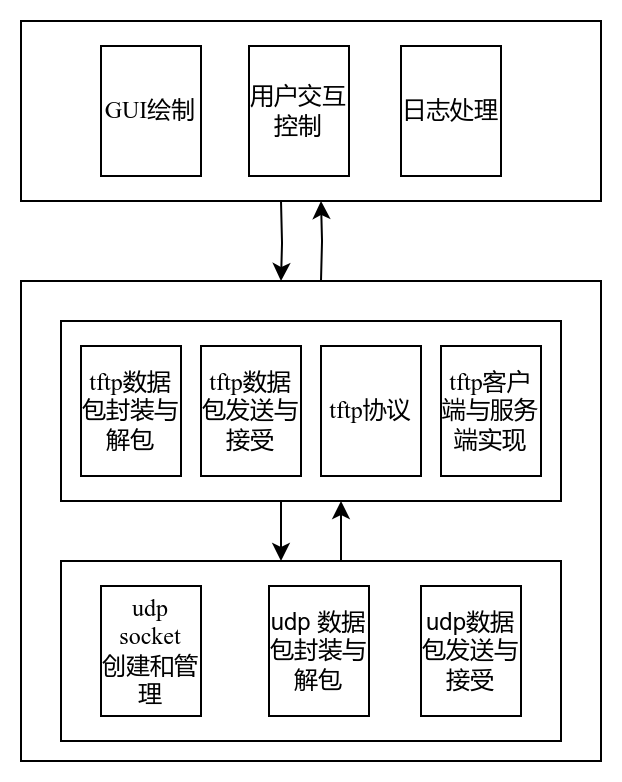 GUI绘制
用户交互
控制
日志处理
tftp数据
包封装与
解包
tftp数据
包发送与
接受
tftp协议
tftp客户
端与服务
端实现
udp
socket
创建和管
理
udp 数据
包封装与
解包
udp数据
包发送与
接受